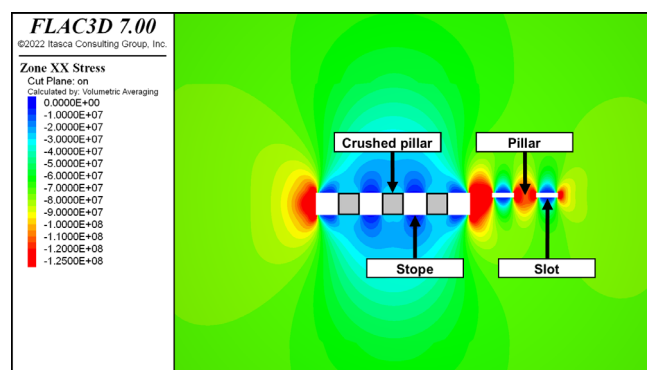 FLAC3D 7.00
©2022 Itasca Consulting Group, Inc.
Zone XX Stress
Cut Plane: on
Calculated by: Volumetric Averaging
0.0000E+00
-1.0000E+07
-2.0000E+07
-3.0000E+07
-4.0000E+07
-5.0000E+07
-6.0000E+07
-7.0000E+07
-8.0000E+07
-9.0000E+07
-1.0000E+08
-1.1000E+08
-1.2000E+08
-1.2500E+08
Crushed pillar
Pillar
Stope
Slot